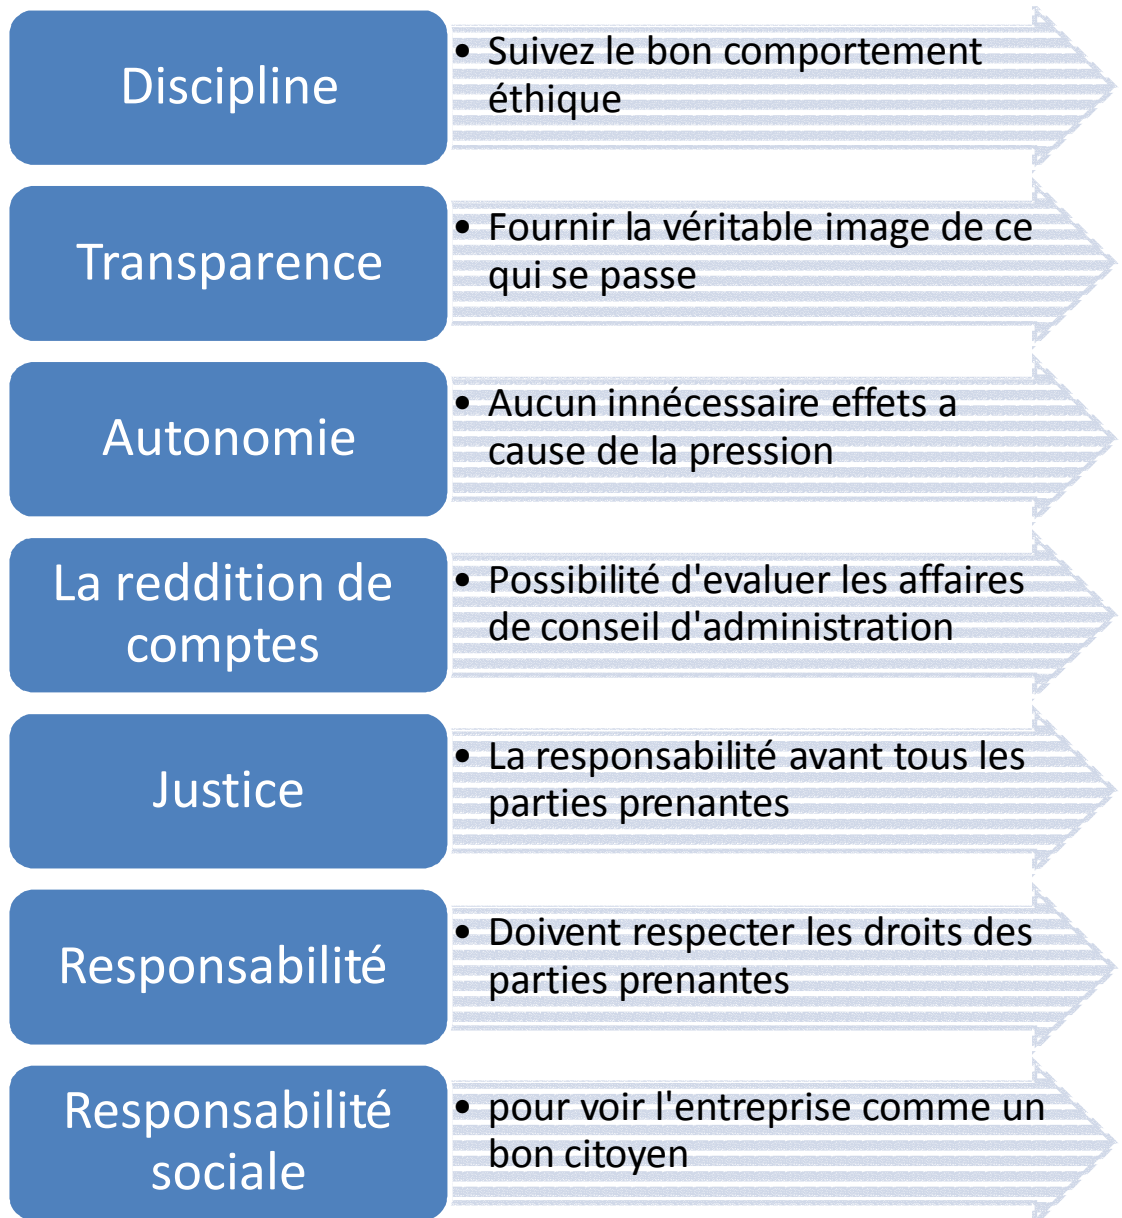 Discipline
• Suivez le bon comportement
éthique
Transparence
• Fournir la véritable image de ce
qui se passe
Autonomie
• Aucun innécessaire effets a
cause de la pression
La reddition de
comptes
• Possibilité d'evaluer les affaires
de conseil d'administration
Justice
• La responsabilité avant tous les
parties prenantes
Responsabilité
• Doivent respecter les droits des
parties prenantes
Responsabilité
sociale
• pour voir l'entreprise comme un
bon citoyen